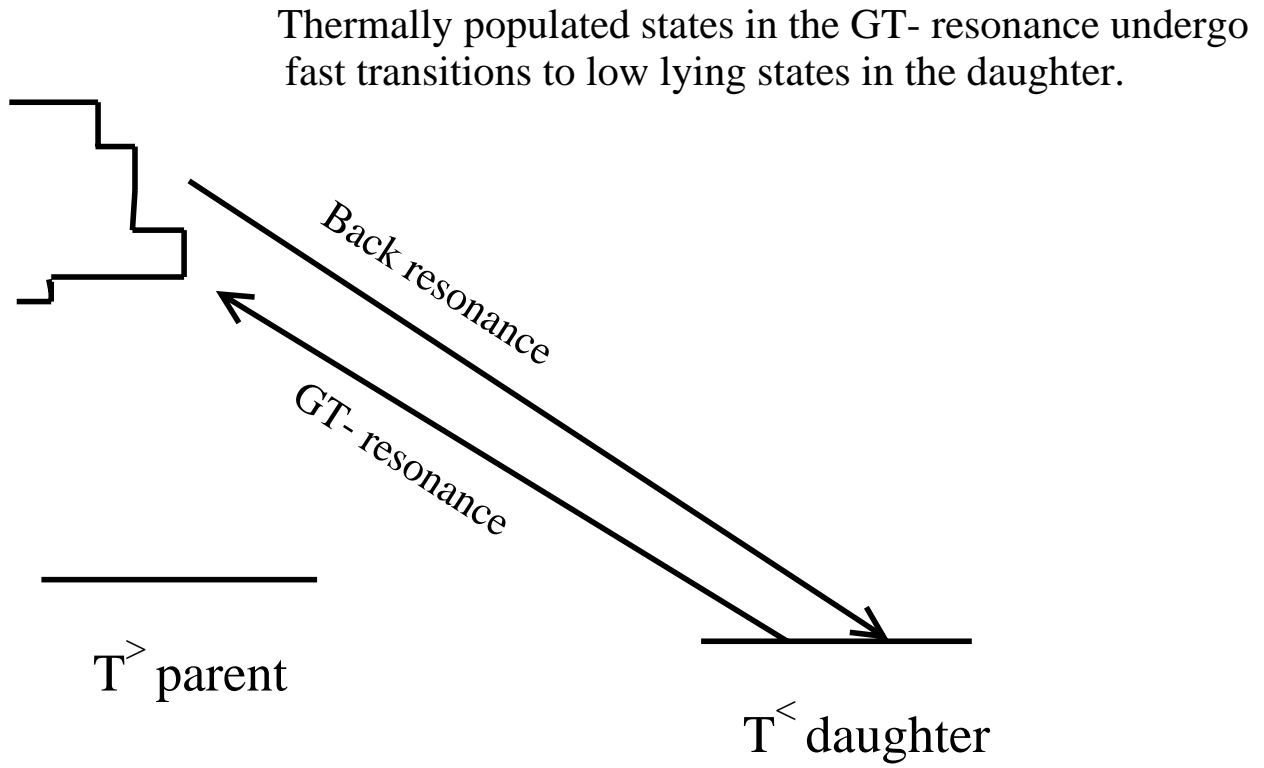 Thermally populated states in the GT- resonance undergo
fast transitions to low lying states in the daughter.
Back resonance
GT- resonance
T> parent
T< daughter